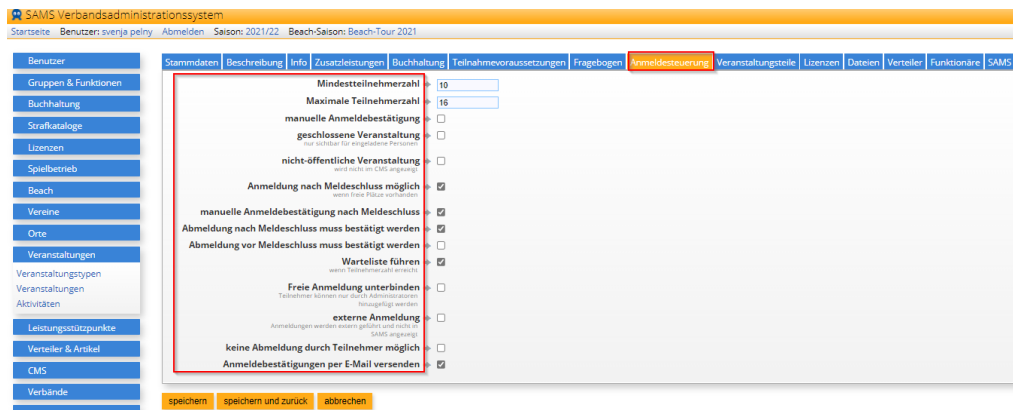 SAMS Verbandsadministrationssystem
Startseite Benutzer: svenja pelny Abmelden Saison: 2021/22 Beach-Saison: Beach-Tour 2021
Benutzer
Gruppen & Funktionen
Buchhaltung
Strafkataloge
Lizenzen
Spielbetrieb
Beach
Vereine
Orte
Veranstaltungen
Veranstaltungstypen
Veranstaltungen
Aktivitäten
Leistungsstützpunkte
Verteiler & Artikel
CMS
Verbände
Stammdaten Beschreibung Info Zusatzleistungen Buchhaltung Teilnahmevoraussetzungen Fragebogen Anmeldesteuerung Veranstaltungsteile Lizenzen Dateien Verteiler Funktionäre SAMS
Mindestteilnehmerzahl 10
Maximale Teilnehmerzahl 16
manuelle Anmeldebestätigung
geschlossene Veranstaltung
nur sichtbar für eingeladene Personen
nicht-öffentliche Veranstaltung
wird nicht im CMS angezeigt
Anmeldung nach Meldeschluss möglich
wenn freie Plätze vorhanden
manuelle Anmeldebestätigung nach Meldeschluss
Abmeldung nach Meldeschluss muss bestätigt werden
Abmeldung vor Meldeschluss muss bestätigt werden
Warteliste führen
wenn Teilnehmerzahl erreicht
Freie Anmeldung unterbinden
Teilnehmer können nur durch Administratoren
hinzugefügt werden
externe Anmeldung
Anmeldungen werden extern geführt und nicht in
SAMS angezeigt
keine Abmeldung durch Teilnehmer möglich
Anmeldebestätigungen per E-Mail versenden
speichern speichern und zurück abbrechen